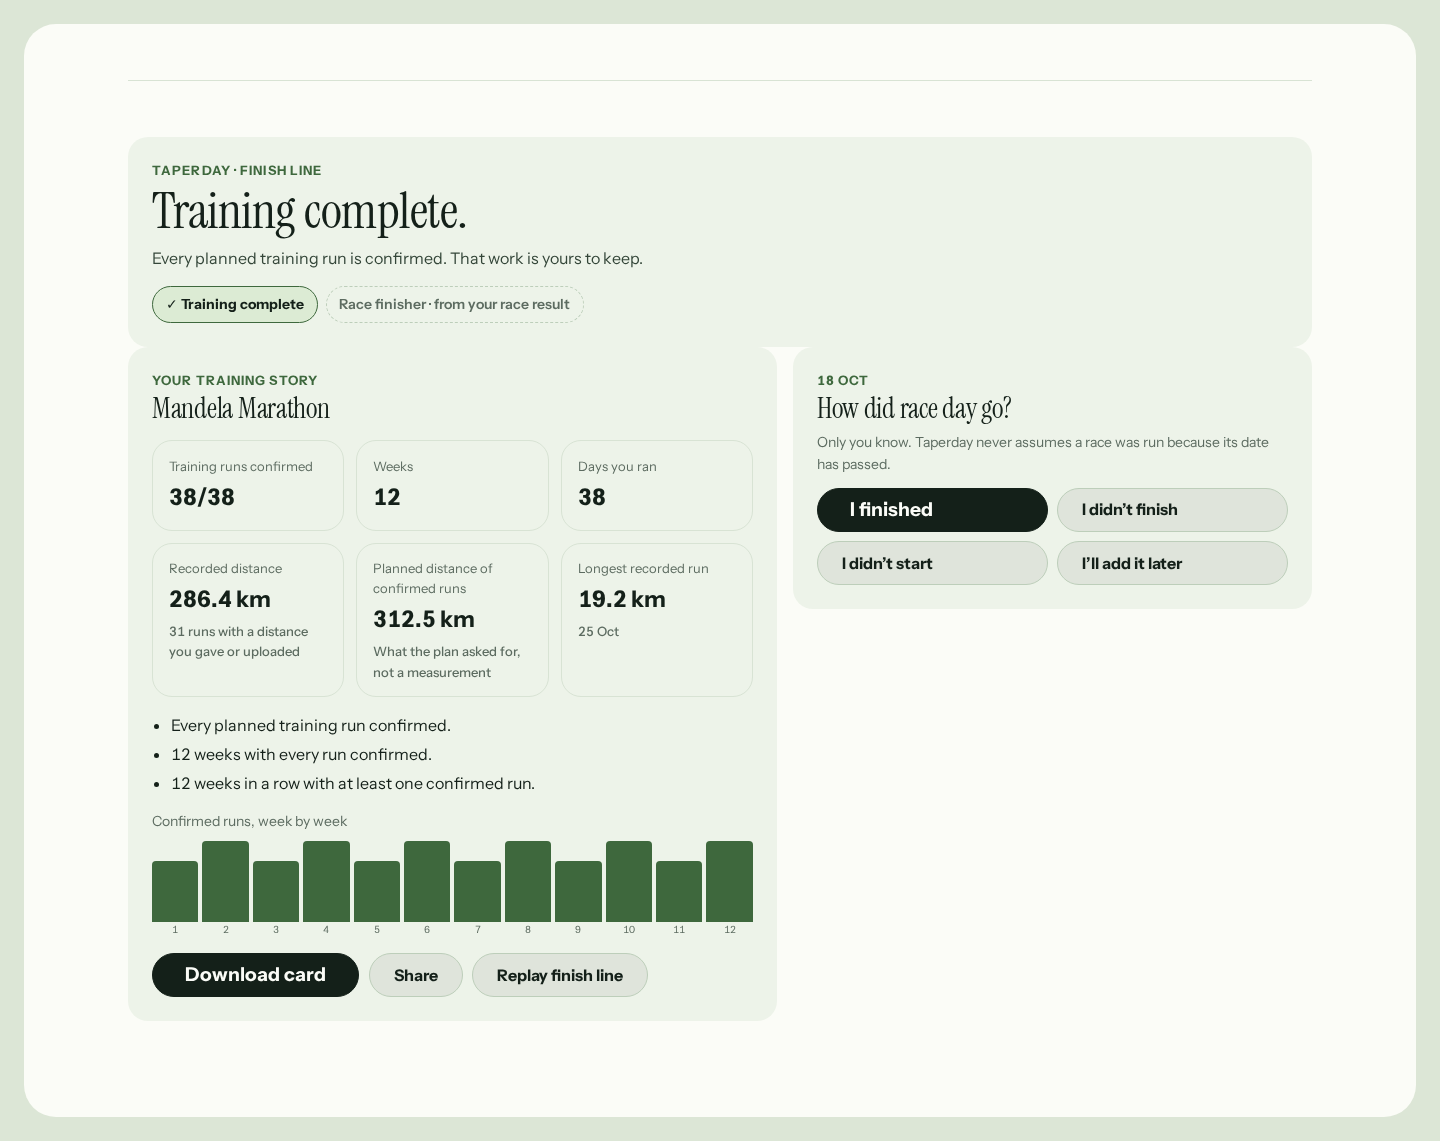 TAPERDAY · FINISH LINE
Training complete.
Every planned training run is confirmed. That work is yours to keep.
✓ Training complete
Race finisher · from your race result
YOUR TRAINING STORY
Mandela Marathon
Training runs confirmed
38/38
Weeks
12
Days you ran
38
Recorded distance
286.4 km
31 runs with a distance
you gave or uploaded
Planned distance of
confirmed runs
312.5 km
What the plan asked for,
not a measurement
Longest recorded run
19.2 km
25 Oct
• Every planned training run confirmed.
• 12 weeks with every run confirmed.
• 12 weeks in a row with at least one confirmed run.
Confirmed runs, week by week
1 2 3 4 5 6 7 8 9 10 11 12
Download card
Share
Replay finish line
18 OCT
How did race day go?
Only you know. Taperday never assumes a race was run because its date
has passed.
I finished
I didn’t finish
I didn’t start
I’ll add it later